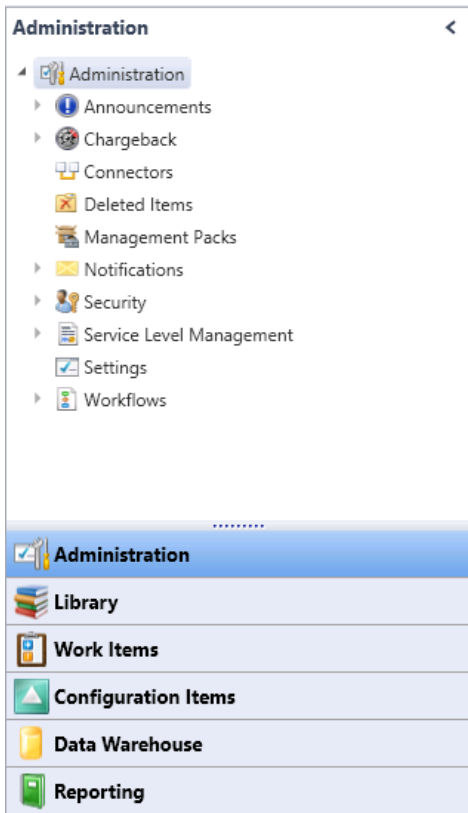 Administration
Administration
Announcements
Chargeback
Connectors
Deleted Items
Management Packs
Notifications
Security
Service Level Management
Settings
Workflows
Administration
Library
Work Items
Configuration Items
Data Warehouse
Reporting